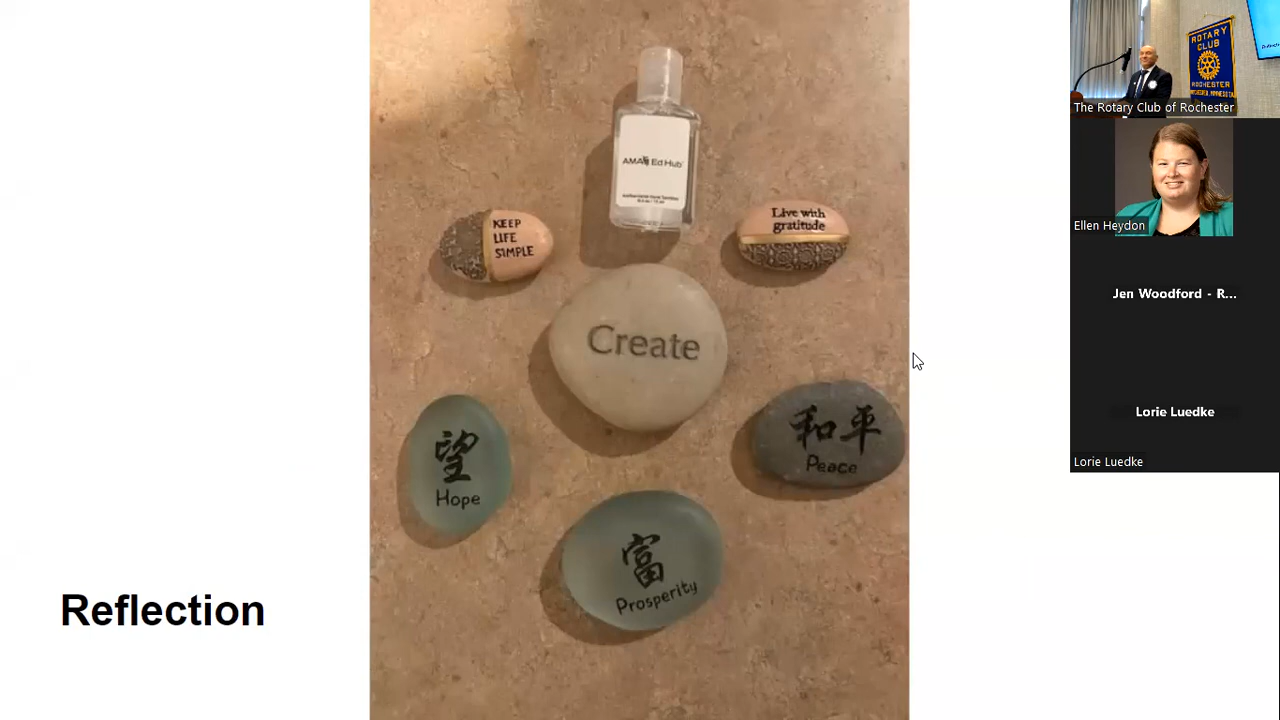 AMA Ed Hub™
KEEP
LIFE
SIMPLE
Live with
gratitude
Create
望
Hope
和平
Peace
富
Prosperity
Reflection
ROTARY
CLUB
ROCHESTER
The Rotary Club of Rochester
Ellen Heydon
Jen Woodford - R...
Lorie Luedke
Lorie Luedke